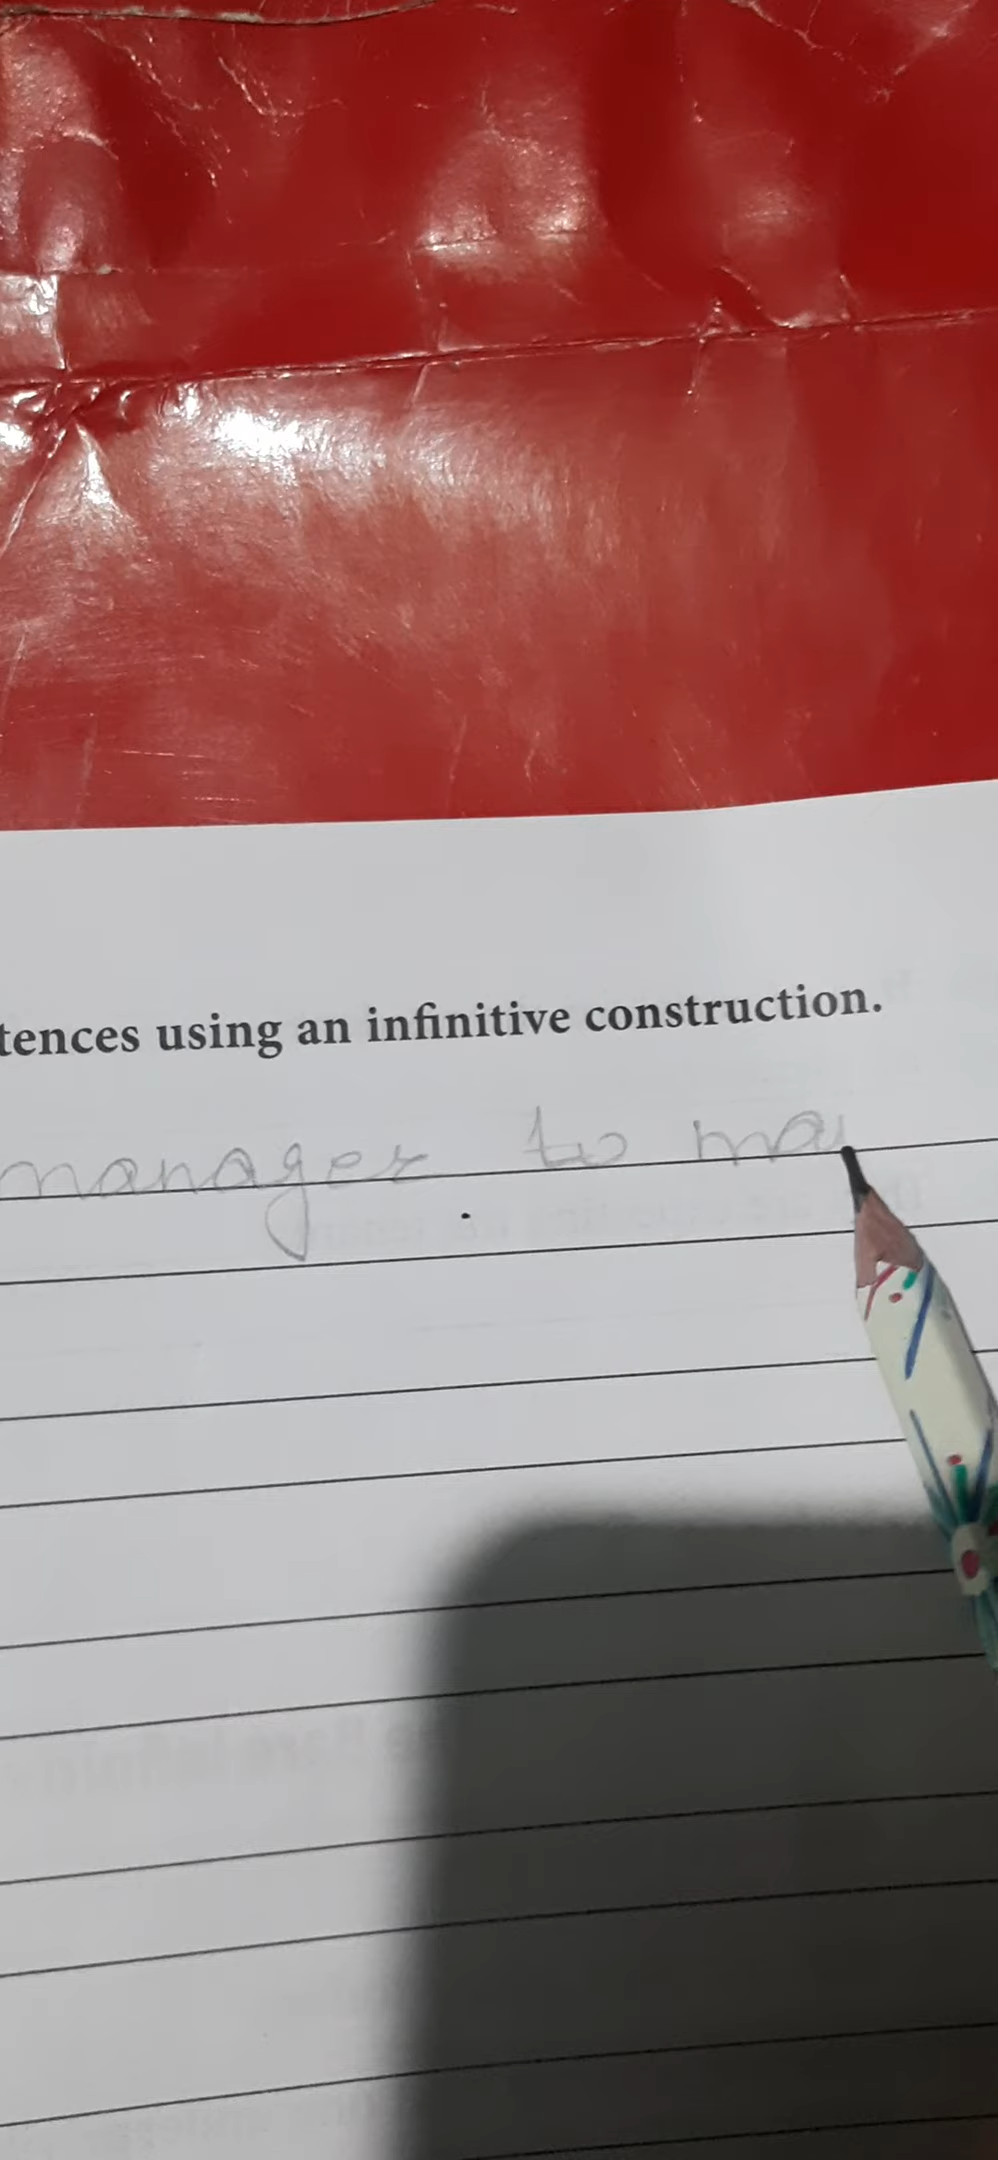 tences using an infinitive construction.
manager to ma